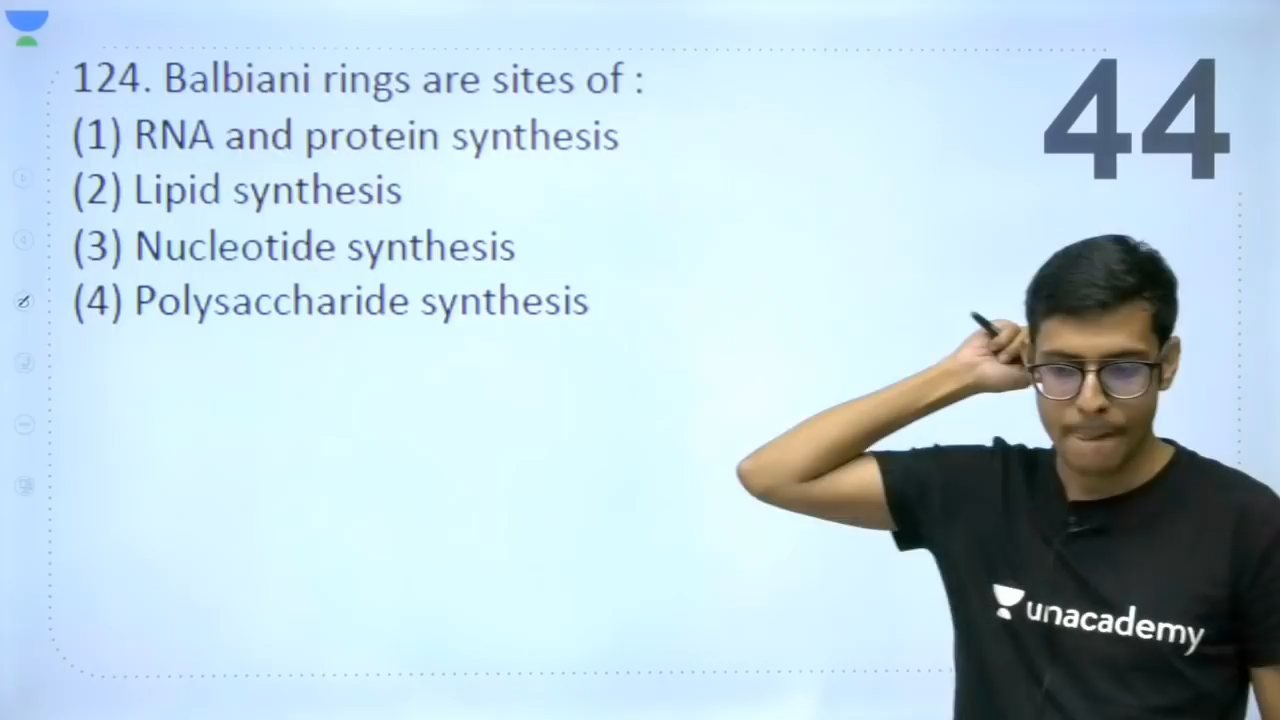 124. Balbiani rings are sites of :
(1) RNA and protein synthesis
(2) Lipid synthesis
(3) Nucleotide synthesis
(4) Polysaccharide synthesis
44
unacademy